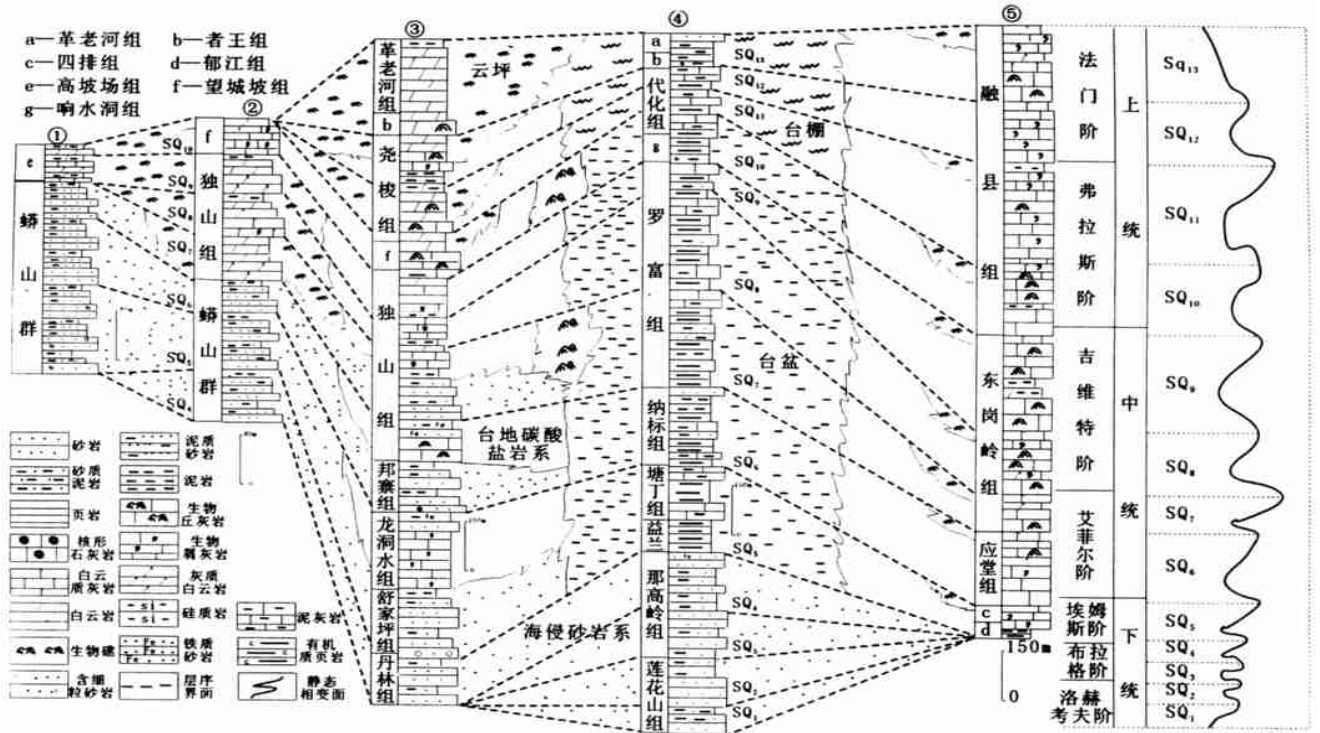 a—革老河组 b—者王组
c—四排组 d—郁江组
e—高坡场组 f—望城坡组
g—响水洞组
①
e
蟒山群
②
f
独山组
蟒山群
SQ₁₀
SQ₉
SQ₈
SQ₇
SQ₆
SQ₅
SQ₄
③
革老河组
b
尧梭组
f
独山组
邦寨组
龙洞水组
舒家坪组
丹林组
云坪
台地碳酸盐岩系
海侵砂岩系
④
a
b
代化组
g
罗富组
纳标组
塘丁组
益兰
那高岭组
莲花山组
SQ₁₃
SQ₁₂
SQ₁₁
SQ₁₀
SQ₉
SQ₈
SQ₇
SQ₆
SQ₅
SQ₄
SQ₃
SQ₂
SQ₁
台棚
台盆
⑤
融县组
东岗岭组
应堂组
c
d
150m
0
法门阶
弗拉斯阶
吉维特阶
艾菲尔阶
埃姆斯阶
布拉格阶
洛赫考夫阶
上统
中统
下统
Sq₁₃
SQ₁₂
SQ₁₁
SQ₁₀
SQ₉
SQ₈
SQ₇
SQ₆
SQ₅
SQ₄
SQ₃
SQ₂
SQ₁
砂岩
泥质砂岩
砂质泥岩
泥岩
页岩
生物丘灰岩
核形石灰岩
生物屑灰岩
白云质灰岩
灰质白云岩
白云岩
si
si
硅质岩
泥灰岩
生物礁
Fe
Fe
Fe
铁质砂岩
c
c
c
有机质页岩
含细粒砂岩
层序界面
静态相变面